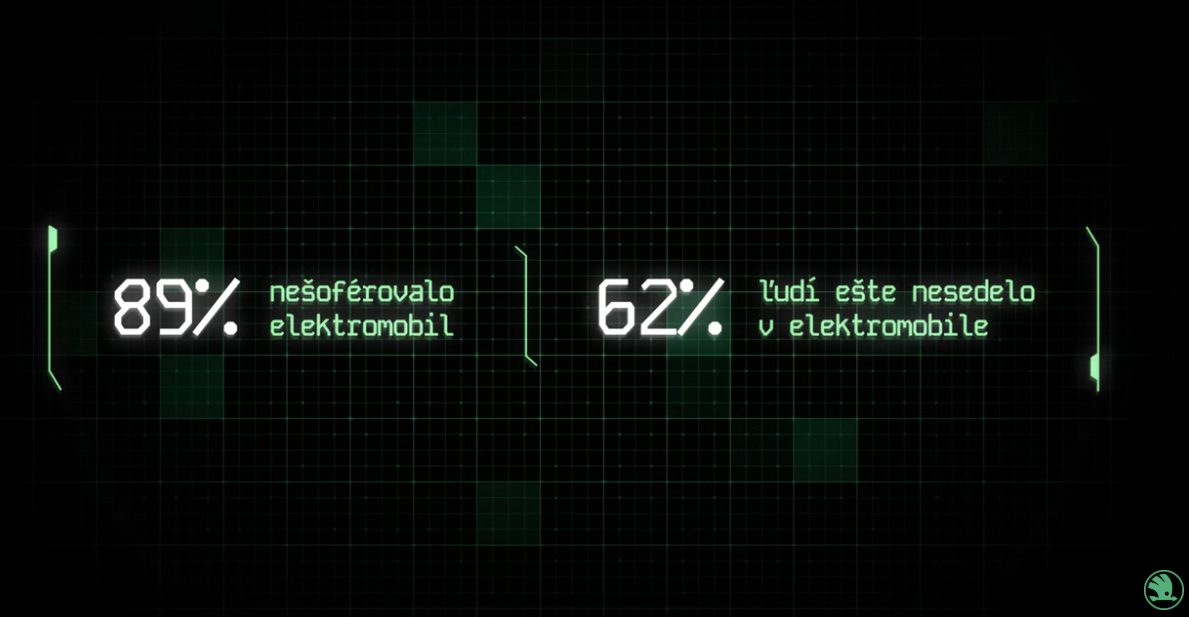 89%
nešoférovalo
elektromobil
62%
ľudí ešte nesedelo
v elektromobile